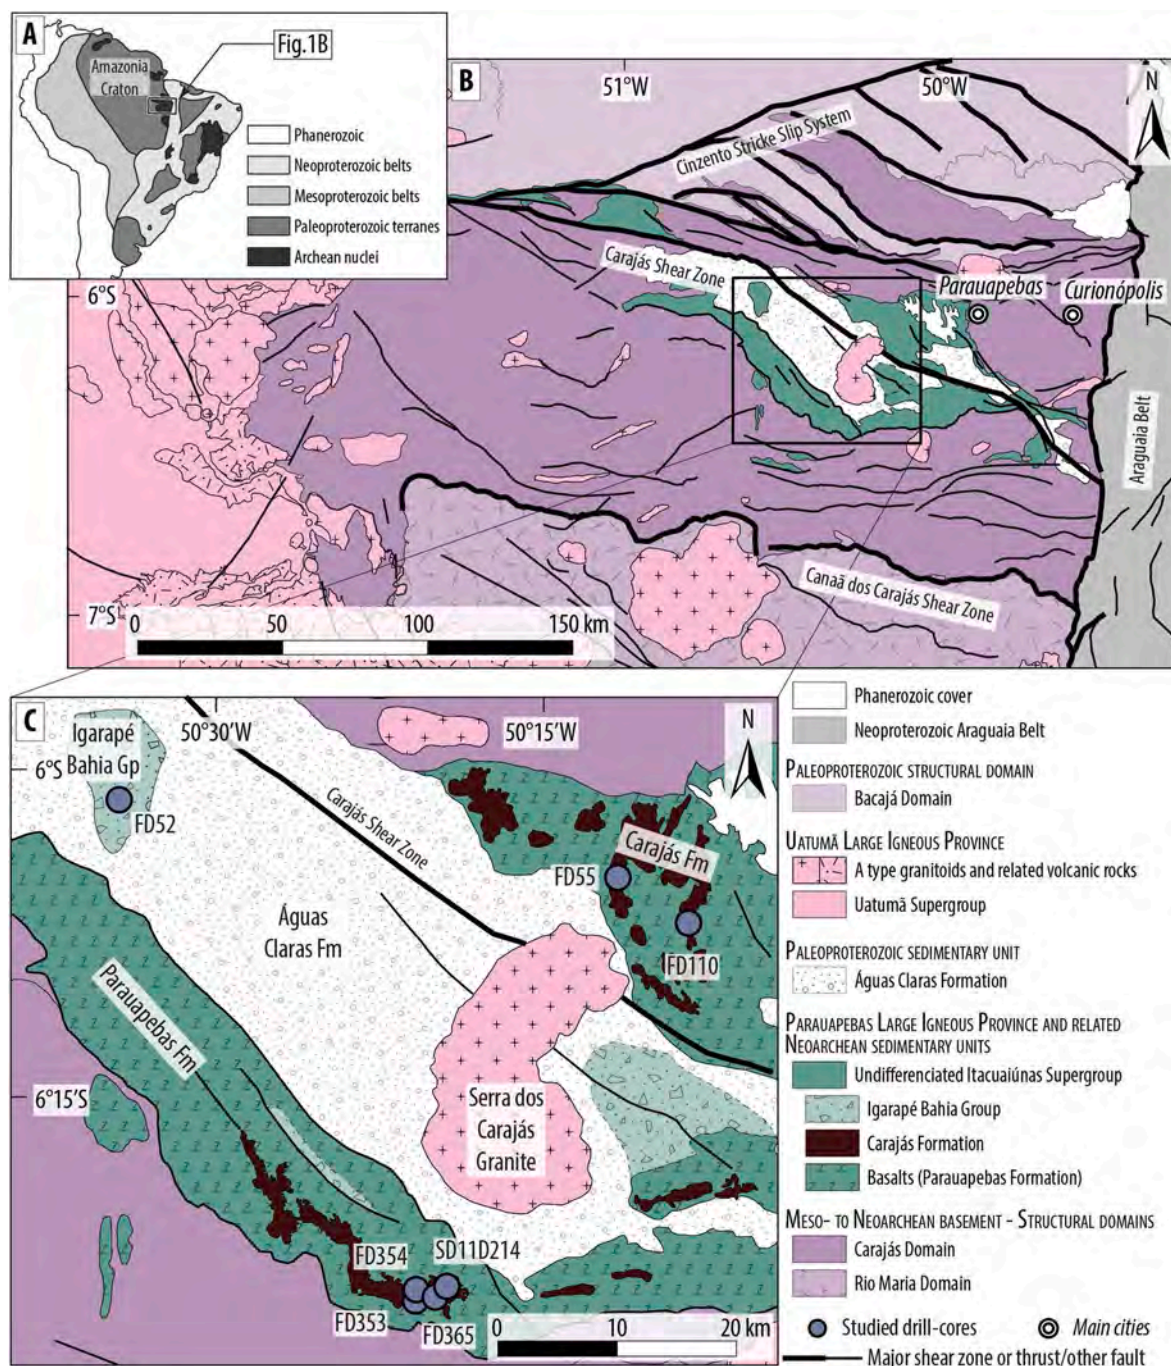 A
Fig.1B
Amazonia
Craton
Phanerozoic
Neoproterozoic belts
Mesoproterozoic belts
Paleoproterozoic terranes
Archean nuclei
B
51°W
50°W
N
Cinzento Stricke Slip System
Carajás Shear Zone
6°S
Parauapebas
Curionópolis
Araguaia Belt
Canaã dos Carajás Shear Zone
7°S
0 50 100 150 km
C
Igarapé
Bahia Gp
50°30'W
50°15'W
N
6°S
FD52
Carajás Shear Zone
Carajás Fm
FD55
Águas
Claras Fm
FD110
Parauapebas Fm
6°15'S
Serra dos
Carajás
Granite
FD354
SD11D214
FD353
FD365
0 10 20 km
Phanerozoic cover
Neoproterozoic Araguaia Belt
PALEOPROTEROZOIC STRUCTURAL DOMAIN
Bacajá Domain
UATUMÃ LARGE IGNEOUS PROVINCE
A type granitoids and related volcanic rocks
Uatumã Supergroup
PALEOPROTEROZOIC SEDIMENTARY UNIT
Águas Claras Formation
PARAUAPEBAS LARGE IGNEOUS PROVINCE AND RELATED
NEOARCHEAN SEDIMENTARY UNITS
Undifferenciated Itacuaiúnas Supergroup
Igarapé Bahia Group
Carajás Formation
Basalts (Parauapebas Formation)
MESO- TO NEOARCHEAN BASEMENT - STRUCTURAL DOMAINS
Carajás Domain
Rio Maria Domain
Studied drill-cores
Main cities
Major shear zone or thrust/other fault